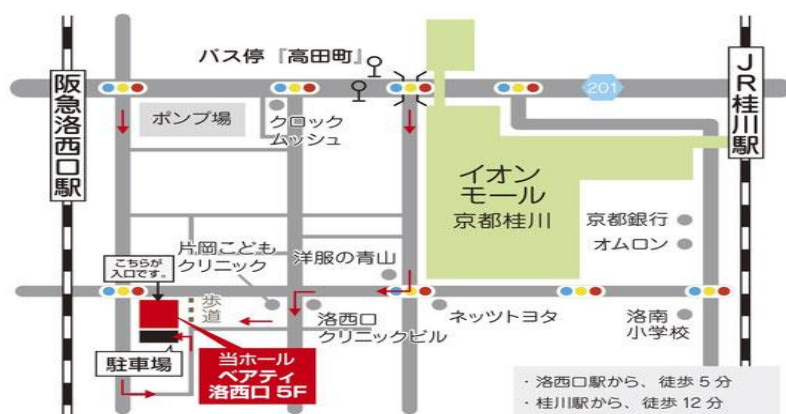 バス停『高田町』
阪急洛西口駅
JR桂川駅
201
ポンプ場
クロック
ムッシュ
イオン
モール
京都桂川
京都銀行
オムロン
片岡こども
クリニック
洋服の青山
こちらが
入口です。
歩道
洛西口
クリニックビル
ネッツトヨタ
洛南
小学校
駐車場
当ホール
ベアティ
洛西口 5F
・洛西口駅から、徒歩5分
・桂川駅から、徒歩12分